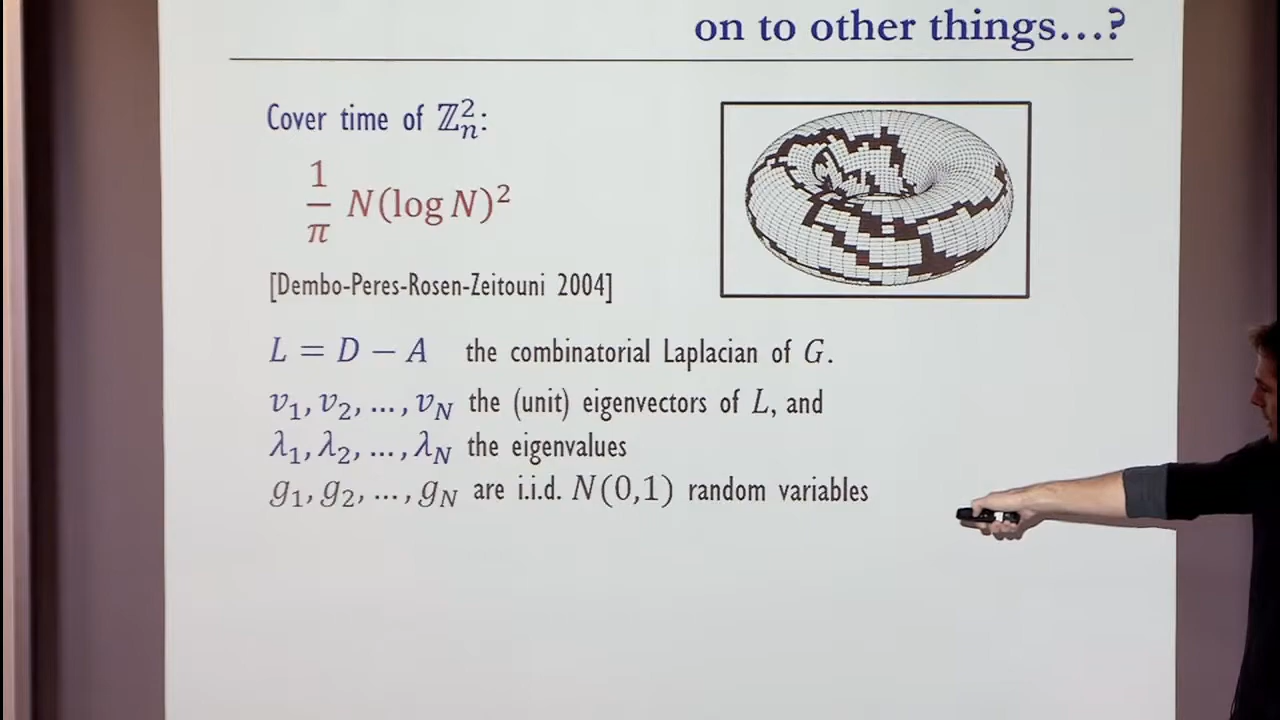 on to other things...?
Cover time of ℤₙ²:
1/π N(log N)²
[Dembo-Peres-Rosen-Zeitouni 2004]
L = D − A the combinatorial Laplacian of G.
v₁, v₂, ..., v_N the (unit) eigenvectors of L, and
λ₁, λ₂, ..., λ_N the eigenvalues
g₁, g₂, ..., g_N are i.i.d. N(0,1) random variables